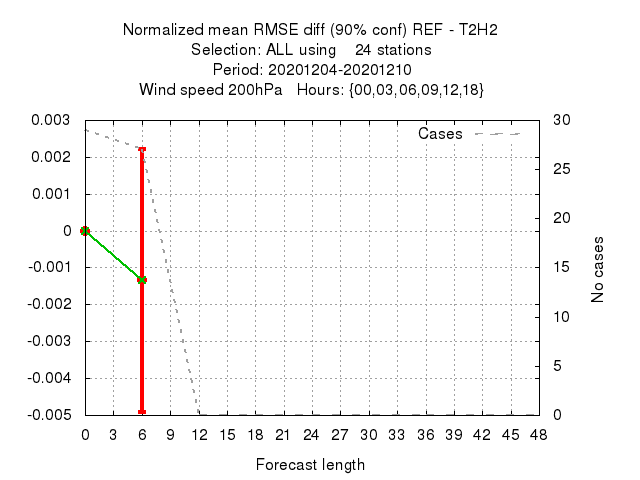 Normalized mean RMSE diff (90% conf) REF - T2H2
Selection: ALL using    24 stations
Period: 20201204-20201210
Wind speed 200hPa   Hours: {00,03,06,09,12,18}
Cases
0.003
0.002
0.001
0
-0.001
-0.002
-0.003
-0.004
-0.005
30
25
20
15
10
5
0
No cases
0 3 6 9 12 15 18 21 24 27 30 33 36 39 42 45 48
Forecast length